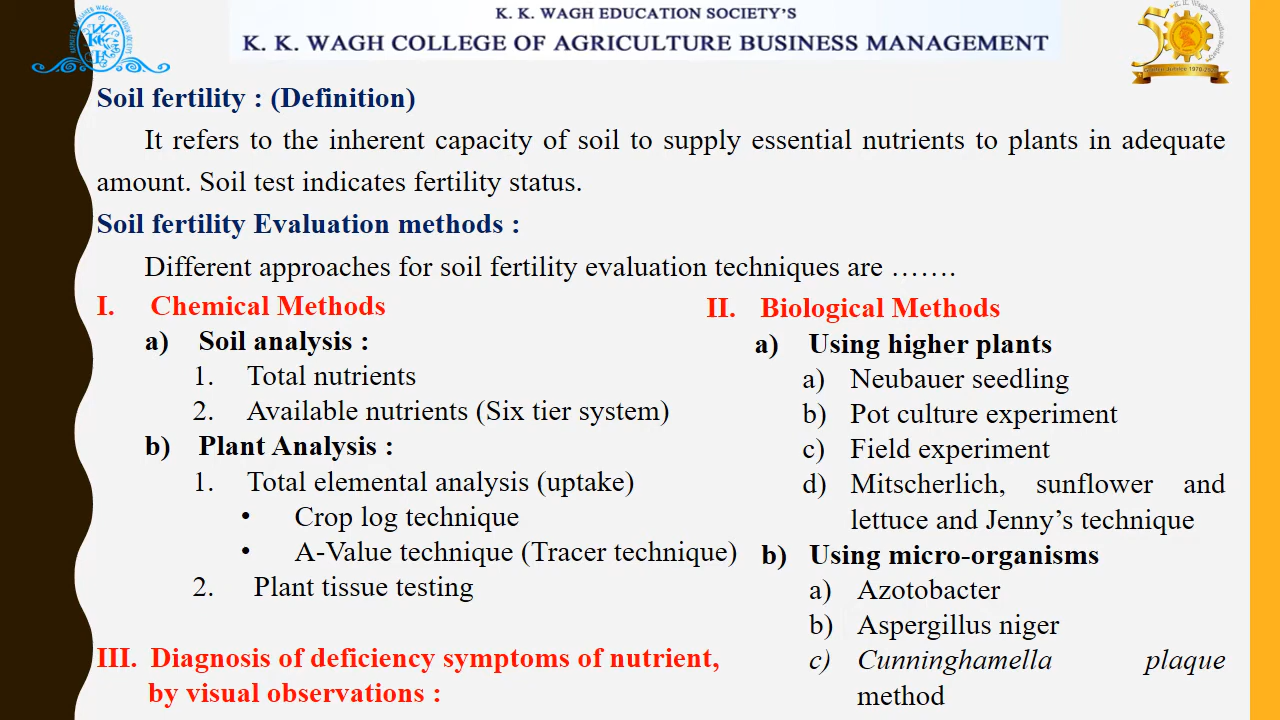 K. K. WAGH EDUCATION SOCIETY’S
K. K. WAGH COLLEGE OF AGRICULTURE BUSINESS MANAGEMENT
Soil fertility : (Definition)
It refers to the inherent capacity of soil to supply essential nutrients to plants in adequate
amount. Soil test indicates fertility status.
Soil fertility Evaluation methods :
Different approaches for soil fertility evaluation techniques are …….
I. Chemical Methods
a) Soil analysis :
1. Total nutrients
2. Available nutrients (Six tier system)
b) Plant Analysis :
1. Total elemental analysis (uptake)
• Crop log technique
• A-Value technique (Tracer technique)
2. Plant tissue testing
III. Diagnosis of deficiency symptoms of nutrient,
by visual observations :
II. Biological Methods
a) Using higher plants
a) Neubauer seedling
b) Pot culture experiment
c) Field experiment
d) Mitscherlich, sunflower and
lettuce and Jenny’s technique
b) Using micro-organisms
a) Azotobacter
b) Aspergillus niger
c) Cunninghamella plaque
method